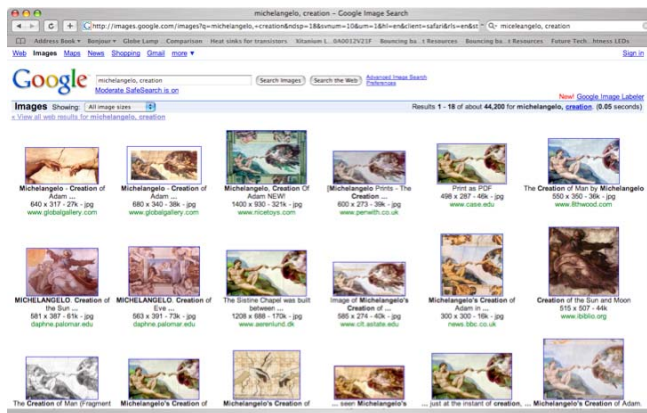 michelangelo, creation - Google Image Search
http://images.google.com/images?q=michelangelo,+creation&ndsp=18&svnum=10&um=1&hl=en&client=safari&rls=en&st
miceleangelo, creation
Address Book Bonjour Globe Lamp Comparison Heat sinks for transistors Bouncing ba...t Resources Bouncing ba...t Resources Future Tech...htness LEDs
Web Images Maps News Shopping Gmail more
Sign in
Google
michelangelo, creation
Search Images
Search the Web
Advanced Image Search
Preferences
Moderate SafeSearch is on
New! Google Image Labeler
Images Showing: All image sizes
Results 1 - 18 of about 44,200 for michelangelo, creation. (0.05 seconds)
« View all web results for michelangelo, creation
Michelangelo - Creation of
Adam ...
640 x 317 - 27k - jpg
www.globalgallery.com
Michelangelo - Creation of
Adam ...
680 x 340 - 38k - jpg
www.globalgallery.com
Michelangelo, Creation Of
Adam NEW!
1400 x 930 - 321k - jpg
www.nicetoys.com
[Michelangelo Prints - The
Creation ...
600 x 273 - 39k - jpg
www.penwith.co.uk
Print as PDF
498 x 287 - 46k - jpg
www.case.edu
The Creation of Man by Michelangelo
550 x 350 - 36k - jpg
www.8thwood.com
MICHELANGELO: Creation of
the Sun ...
581 x 387 - 61k - jpg
daphne.palomar.edu
MICHELANGELO: Creation of
Eve ...
563 x 391 - 73k - jpg
daphne.palomar.edu
The Sistine Chapel was built
between ...
1208 x 688 - 170k - jpg
www.aerenlund.dk
Image of Michelangelo's
Creation of ...
585 x 274 - 40k - jpg
Michelangelo's Creation of
Adam in ...
300 x 300 - 16k - jpg
news.bbc.co.uk
Creation of the Sun and Moon
515 x 507 - 44k
www.ibiblio.org
The Creation of Man (Fragment
Michelangelo's Creation of
Michelangelo's Creation of
... seen Michelangelo's
... just at the instant of creation, ...
Michelangelo's Creation of Adam.